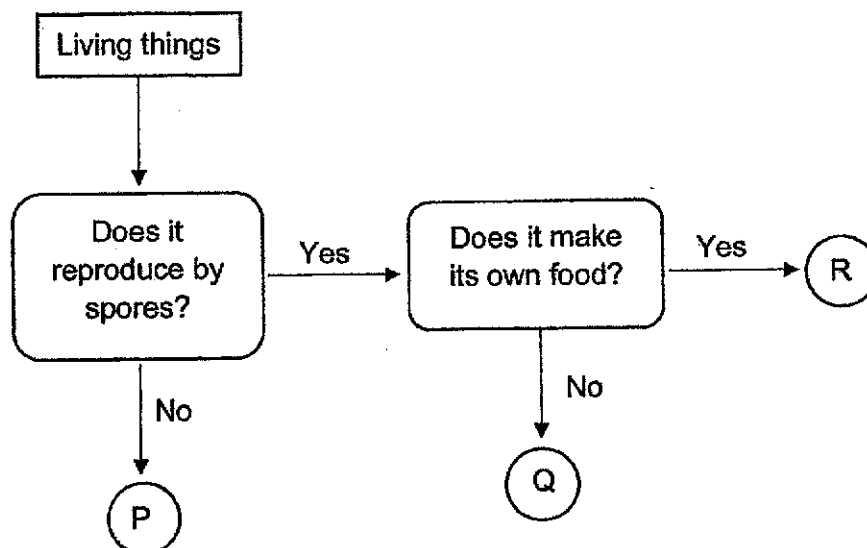 Living things
Does it
reproduce by
spores?
Yes
Does it make
its own food?
Yes
R
No
No
P
Q